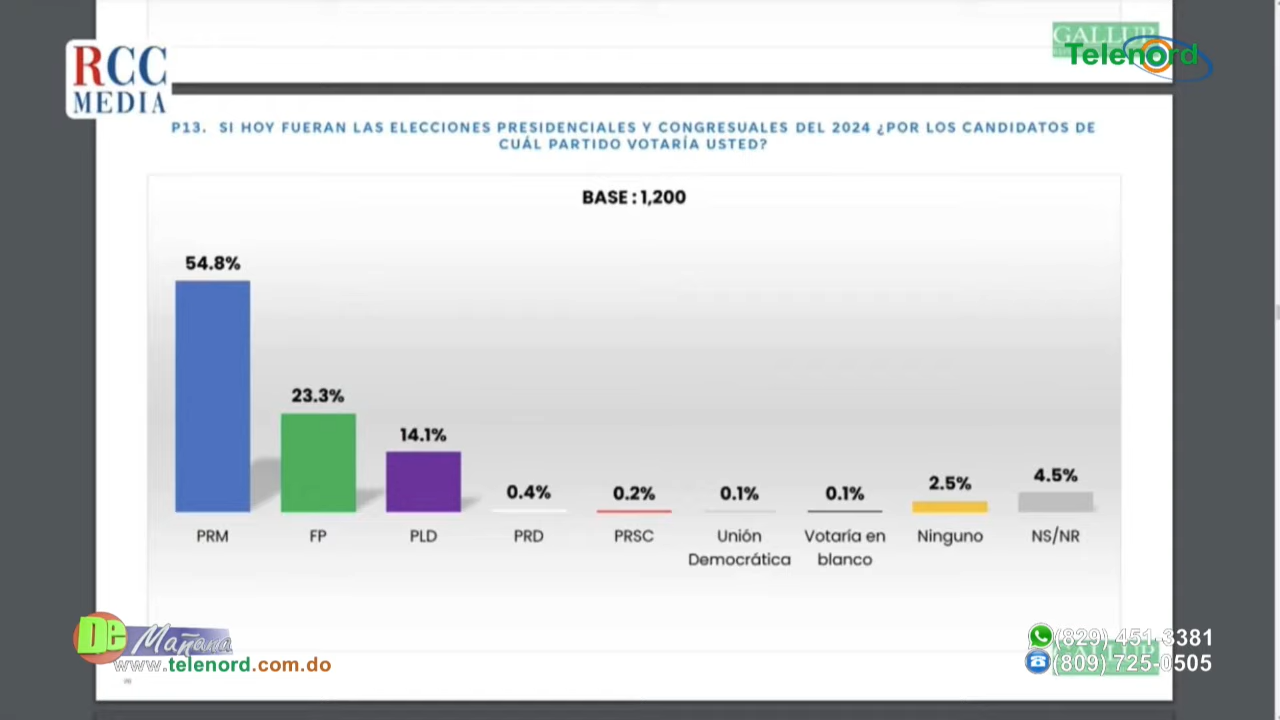 RCC
MEDIA
GALLUP
Telenord
P13. SI HOY FUERAN LAS ELECCIONES PRESIDENCIALES Y CONGRESUALES DEL 2024 ¿POR LOS CANDIDATOS DE
CUÁL PARTIDO VOTARÍA USTED?
BASE : 1,200
54.8%
23.3%
14.1%
0.4%
0.2%
0.1%
0.1%
2.5%
4.5%
PRM
FP
PLD
PRD
PRSC
Unión
Democrática
Votaría en
blanco
Ninguno
NS/NR
De Mañana
www.telenord.com.do
(829) 451-3381
GALLUP
(809) 725-0505